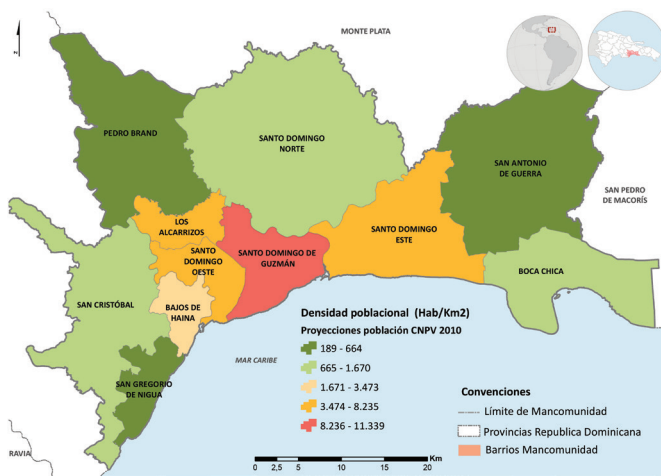 MONTE PLATA
PEDRO BRAND
SANTO DOMINGO
NORTE
SAN ANTONIO
DE GUERRA
SAN PEDRO
DE MACORÍS
LOS
ALCARRIZOS
SANTO
DOMINGO
OESTE
SANTO DOMINGO DE
GUZMÁN
SANTO DOMINGO
ESTE
BOCA CHICA
SAN CRISTÓBAL
BAJOS DE
HAINA
SAN GREGORIO
DE NIGUA
MAR CARIBE
RAVIA
Densidad poblacional (Hab/Km2)
Proyecciones población CNPV 2010
189 - 664
665 - 1.670
1.671 - 3.473
3.474 - 8.235
8.236 - 11.339
Km
0 2,5 5 10 15 20
Convenciones
Límite de Mancomunidad
Provincias Republica Dominicana
Barrios Mancomunidad